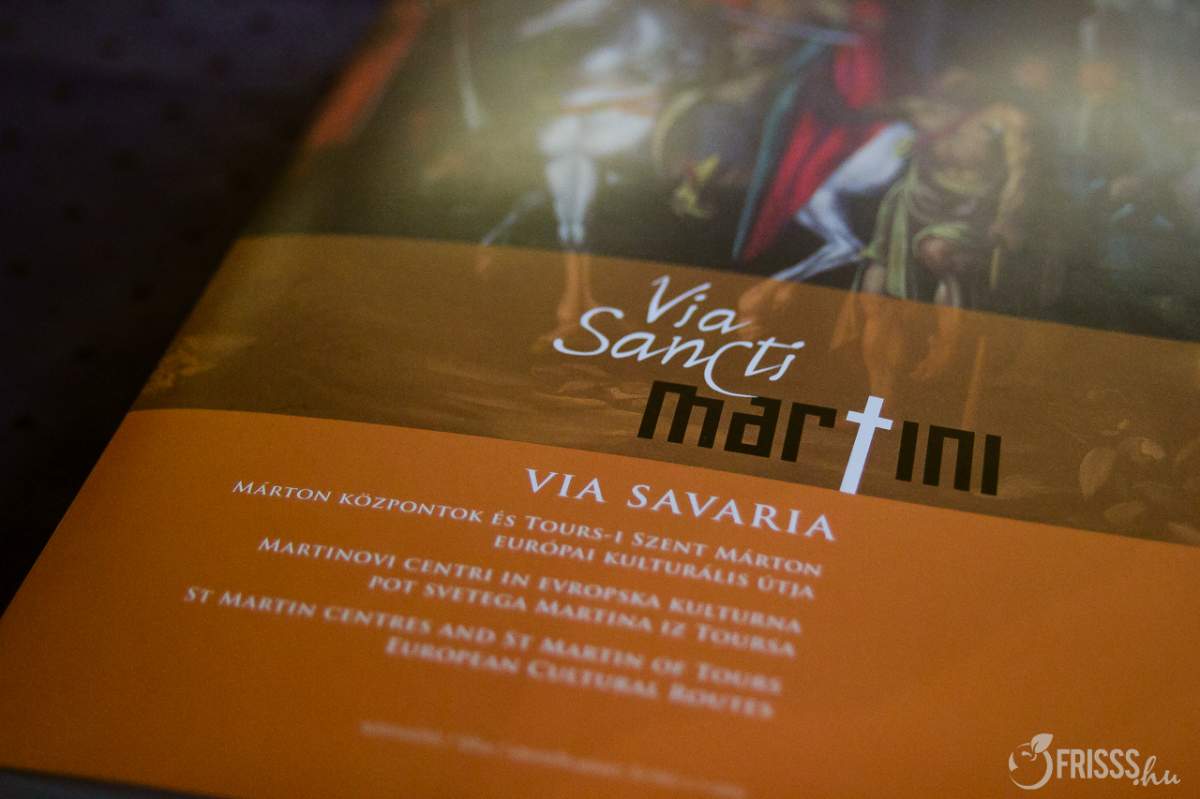 Via
Sancti
martini
VIA SAVARIA
MÁRTON KÖZPONTOK ÉS TOURS-I SZENT MÁRTON
EURÓPAI KULTURÁLIS ÚTJA
MARTINOVI CENTRI IN EVROPSKA KULTURNA
POT SVETEGA MARTINA IZ TOURSA
ST MARTIN CENTRES AND ST MARTIN OF TOURS
EUROPEAN CULTURAL ROUTES
FRISSS.hu